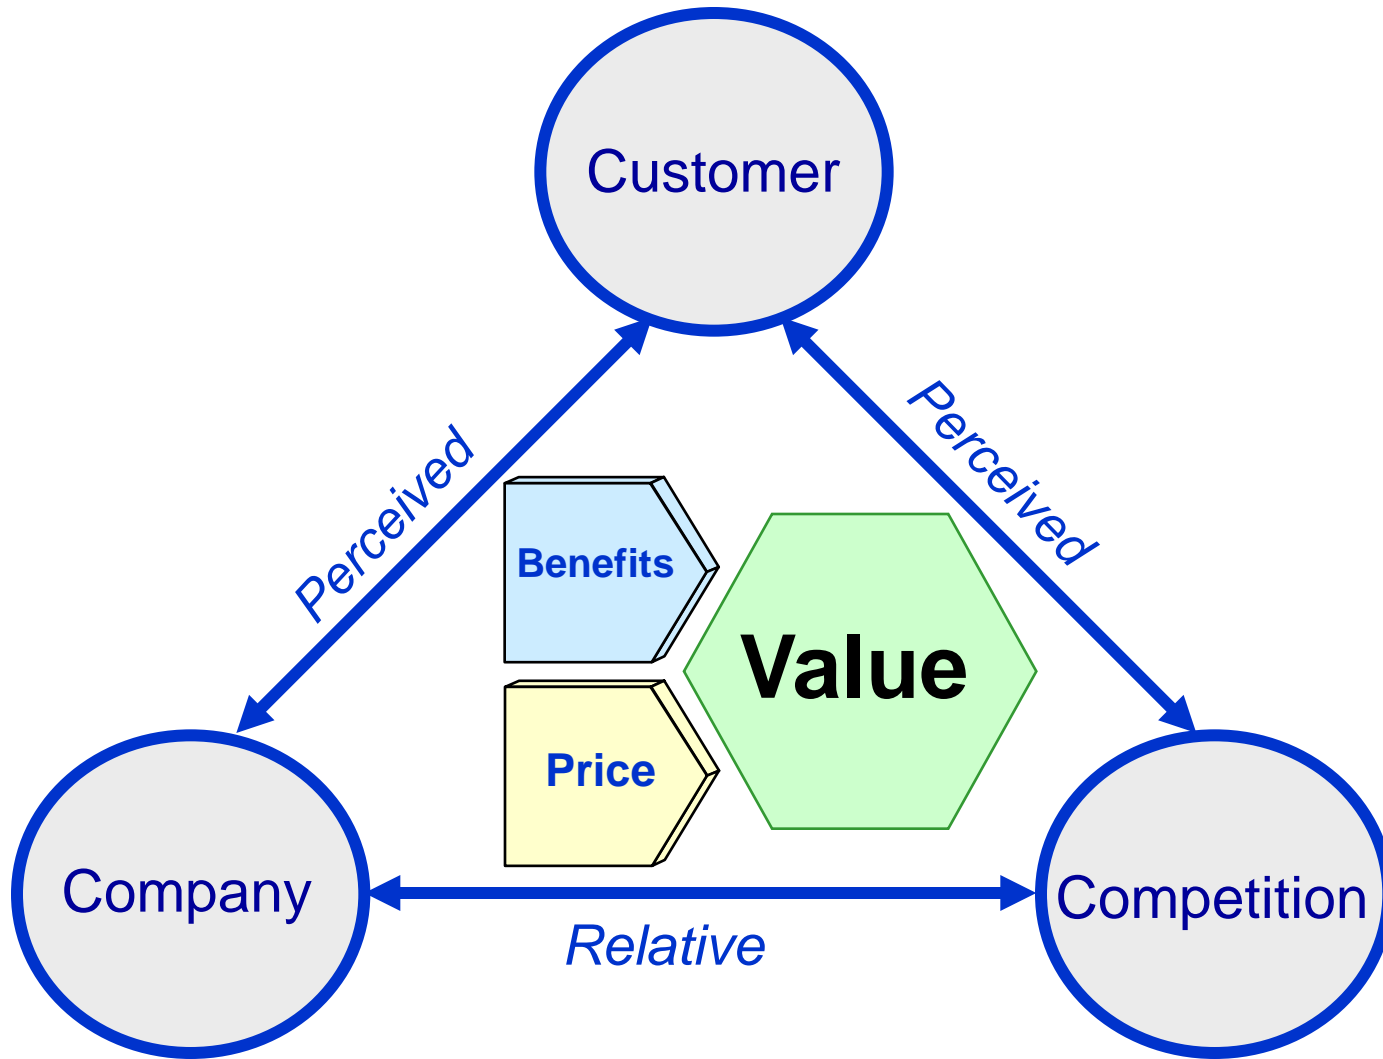 Customer
Perceived
Perceived
Benefits
Value
Price
Company
Competition
Relative